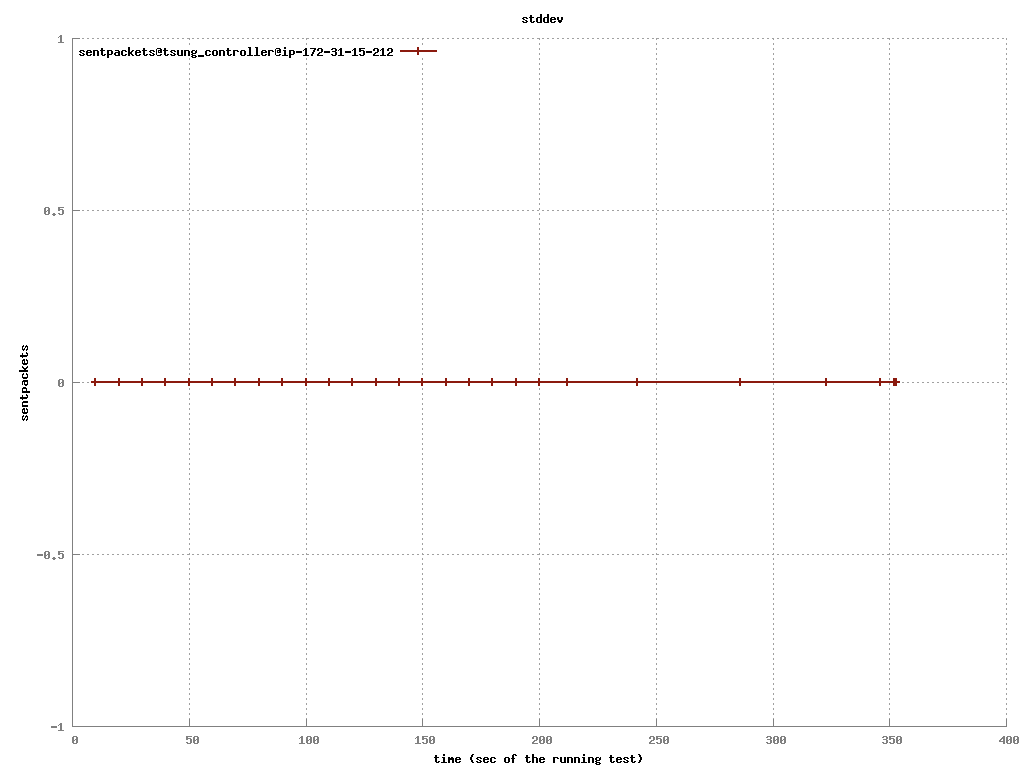 stddev
sentpackets@tsung_controller@ip-172-31-15-212
1
0.5
0
-0.5
-1
sentpackets
0 50 100 150 200 250 300 350 400
time (sec of the running test)